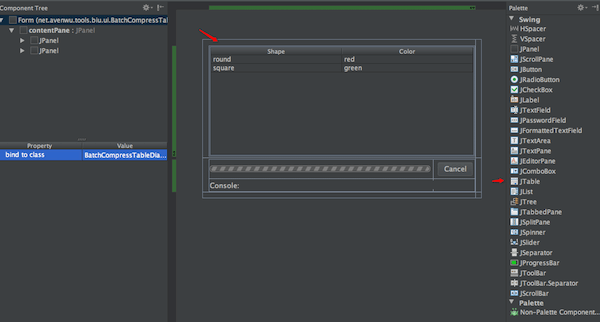 Component Tree
Form (net.avenwu.tools.biu.ui.BatchCompressTa
contentPane : JPanel
JPanel
JPanel
Property Value
bind to class BatchCompressTableDia...
Shape Color
round red
square green
Cancel
Console:
Palette
Swing
HSpacer
VSpacer
JPanel
JScrollPane
JButton
JRadioButton
JCheckBox
JLabel
JTextField
JPasswordField
JFormattedTextField
JTextArea
JTextPane
JEditorPane
JComboBox
JTable
JList
JTree
JTabbedPane
JSplitPane
JSpinner
JSlider
JSeparator
JProgressBar
JToolBar
JToolBar.Separator
JScrollBar
Palette
Non-Palette Component...